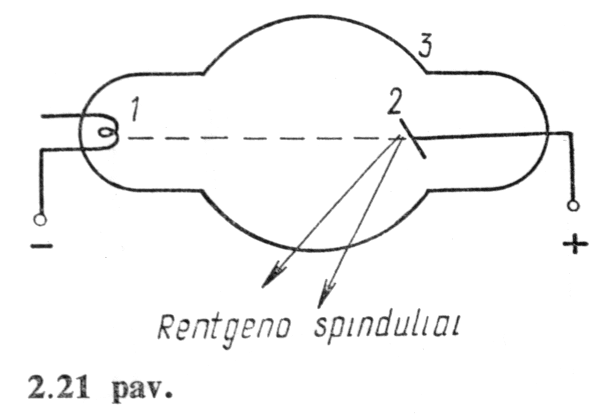 3
1
2
−
+
Rentgeno spinduliai
2.21 pav.